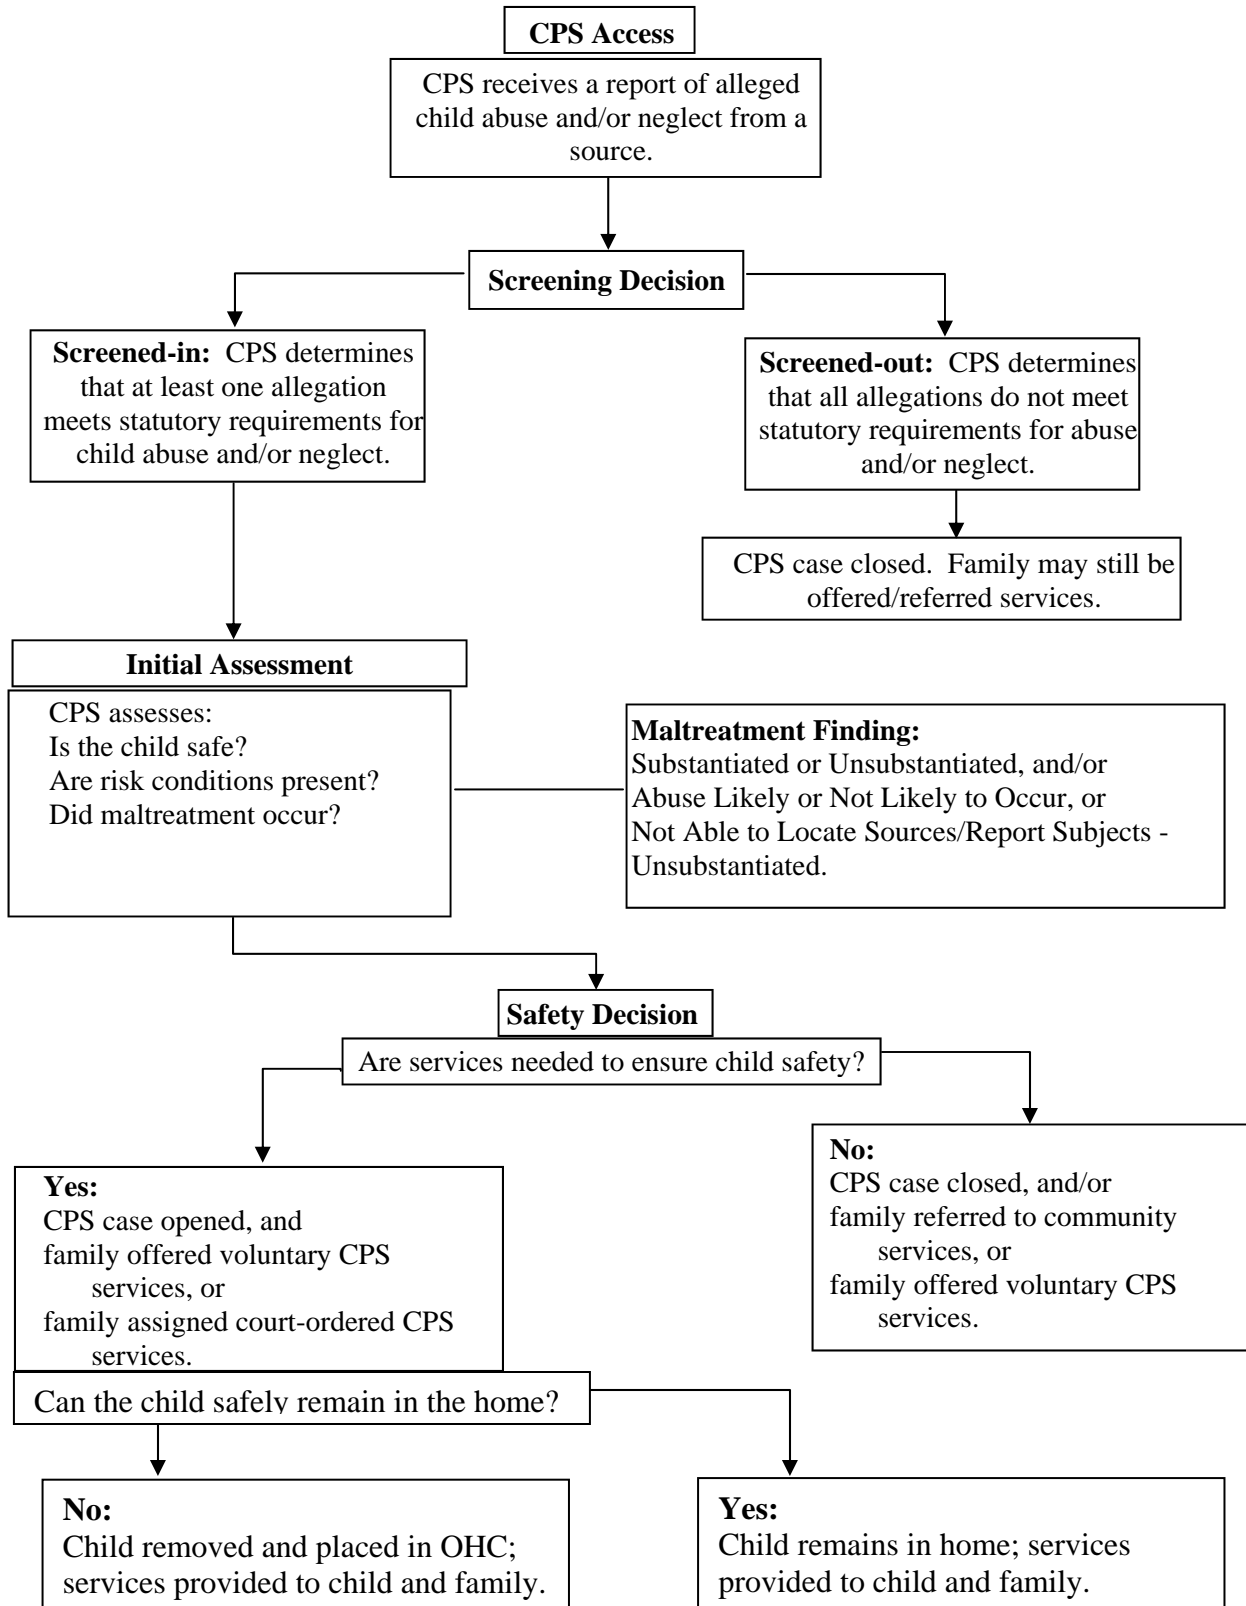 CPS Access
CPS receives a report of alleged
child abuse and/or neglect from a
source.
Screening Decision
Screened-in: CPS determines
that at least one allegation
meets statutory requirements for
child abuse and/or neglect.
Screened-out: CPS determines
that all allegations do not meet
statutory requirements for abuse
and/or neglect.
CPS case closed. Family may still be
offered/referred services.
Initial Assessment
CPS assesses:
Is the child safe?
Are risk conditions present?
Did maltreatment occur?
Maltreatment Finding:
Substantiated or Unsubstantiated, and/or
Abuse Likely or Not Likely to Occur, or
Not Able to Locate Sources/Report Subjects -
Unsubstantiated.
Safety Decision
Are services needed to ensure child safety?
Yes:
CPS case opened, and
family offered voluntary CPS
services, or
family assigned court-ordered CPS
services.
No:
CPS case closed, and/or
family referred to community
services, or
family offered voluntary CPS
services.
Can the child safely remain in the home?
No:
Child removed and placed in OHC;
services provided to child and family.
Yes:
Child remains in home; services
provided to child and family.